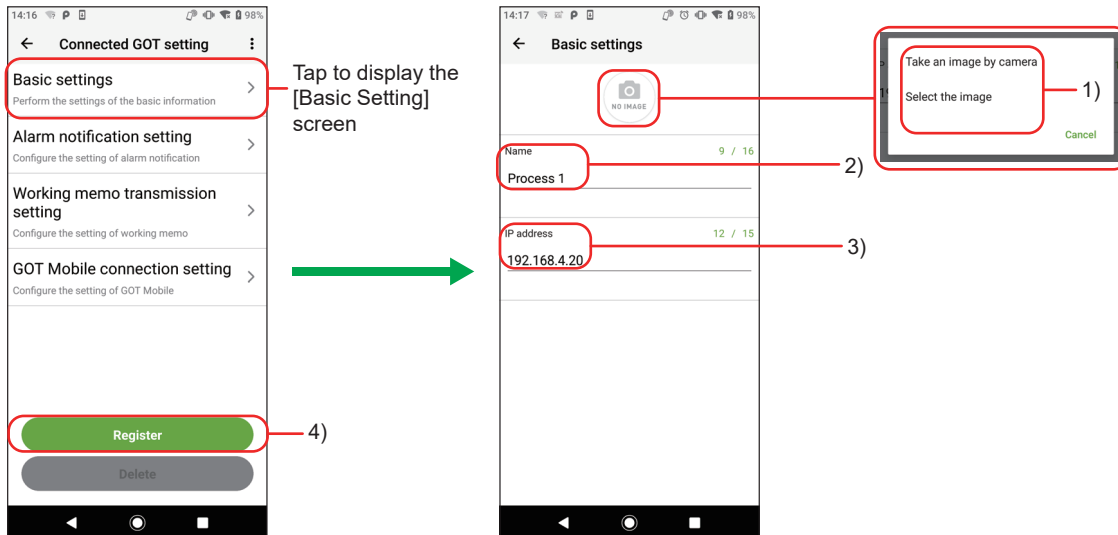 14:16 P 98%
Connected GOT setting
Basic settings
Perform the settings of the basic information
Alarm notification setting
Configure the setting of alarm notification
Working memo transmission
setting
Configure the setting of working memo
GOT Mobile connection setting
Configure the setting of GOT Mobile
Register
Delete
4)
Tap to display the
[Basic Setting]
screen
14:17 P 98%
Basic settings
NO IMAGE
Name 9 / 16
Process 1
2)
IP address 12 / 15
192.168.4.20
3)
P
19
Take an image by camera
Select the image
Cancel
1)